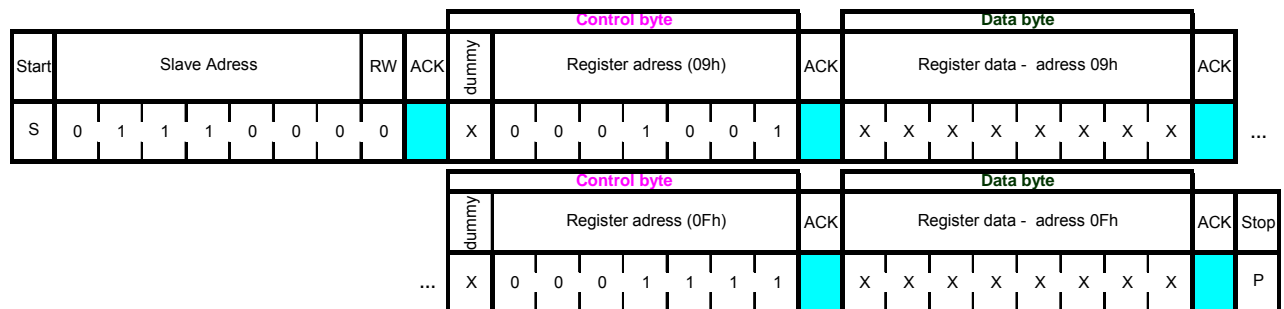 Control byte Data byte
Start Slave Adress RW ACK dummy Register adress (09h) ACK Register data - adress 09h ACK
S 0 1 1 1 0 0 0 0 X 0 0 0 1 0 0 1 X X X X X X X X ...
Control byte Data byte
dummy Register adress (0Fh) ACK Register data - adress 0Fh ACK Stop
... X 0 0 0 1 1 1 1 X X X X X X X X P